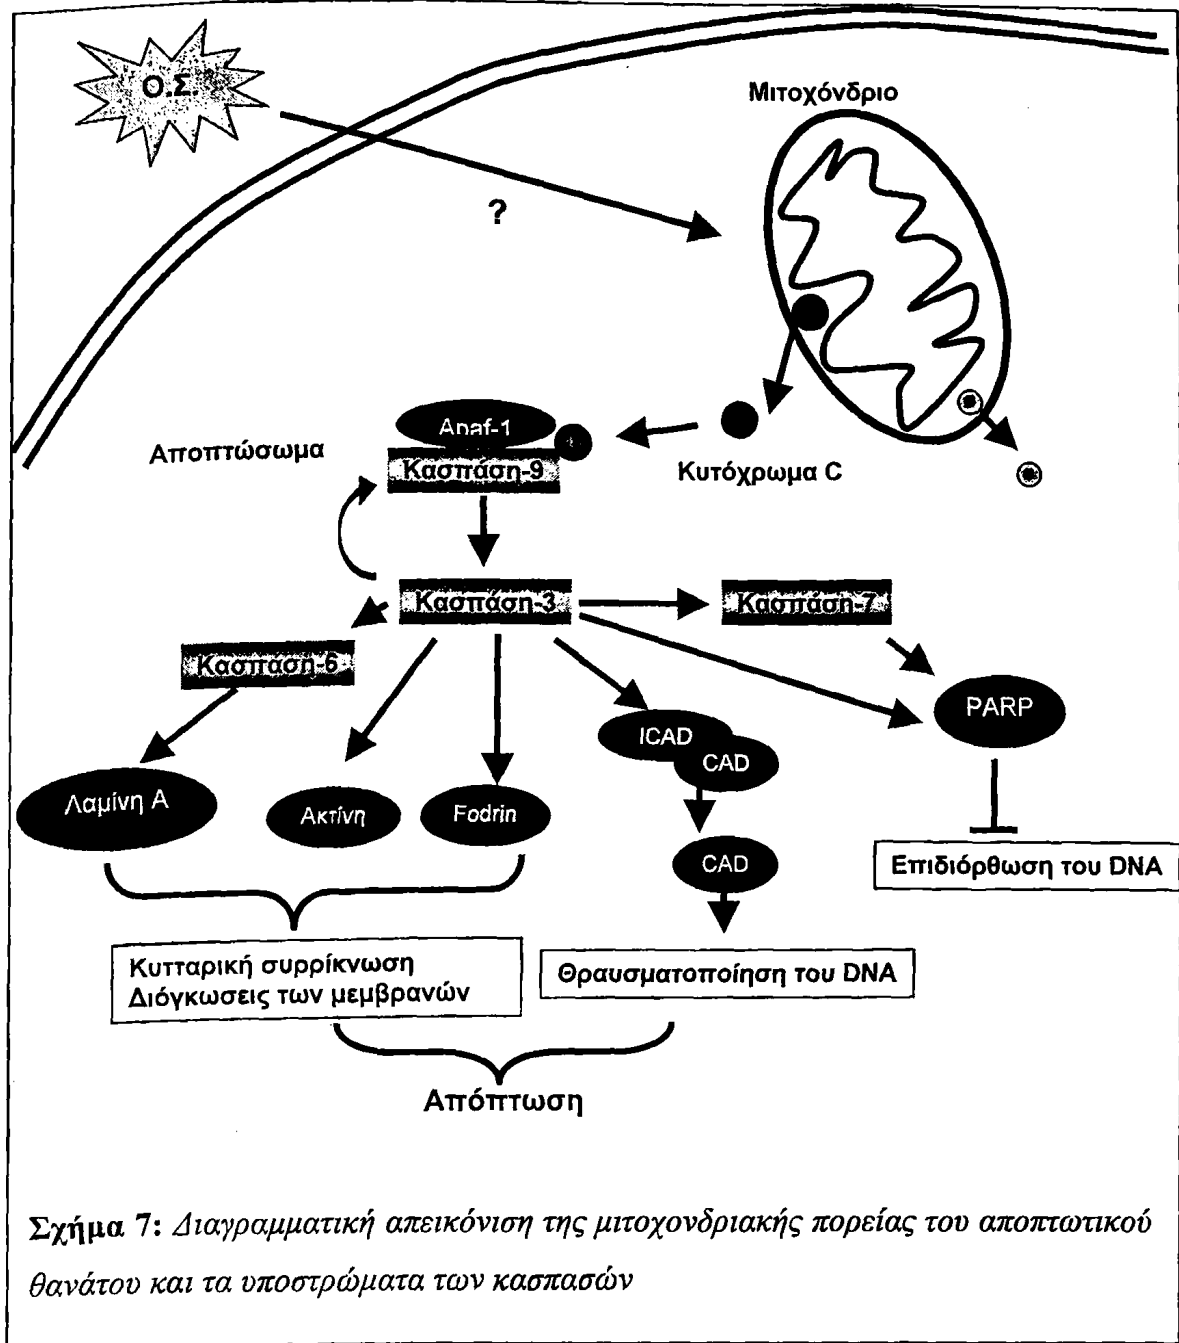 Ο.Σ.
Μιτοχόνδριο
?
Apaf-1
Αποπτώσωμα
Κασπάση-9
Κυτόχρωμα C
Κασπάση-3
Κασπάση-7
Κασπάση-6
PARP
ICAD
CAD
Λαμίνη Α
Ακτίνη
Fodrin
CAD
Επιδιόρθωση του DNA
Κυτταρική συρρίκνωση
Διόγκωσεις των μεμβρανών
Θραυσματοποίηση του DNA
Απόπτωση
Σχήμα 7: Διαγραμματική απεικόνιση της μιτοχονδριακής πορείας του αποπτωτικού
θανάτου και τα υποστρώματα των κασπασών